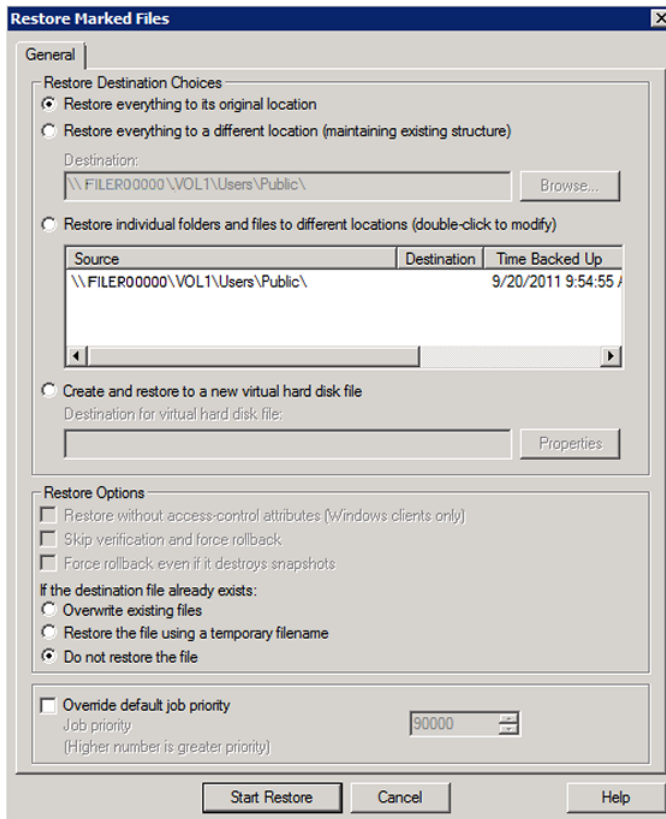 Restore Marked Files
General
Restore Destination Choices
Restore everything to its original location
Restore everything to a different location (maintaining existing structure)
Destination:
\\FILER00000\VOL1\Users\Public\ Browse...
Restore individual folders and files to different locations (double-click to modify)
Source Destination Time Backed Up
\\FILER00000\VOL1\Users\Public\ 9/20/2011 9:54:55 A
Create and restore to a new virtual hard disk file
Destination for virtual hard disk file:
Properties
Restore Options
Restore without access-control attributes (Windows clients only)
Skip verification and force rollback
Force rollback even if it destroys snapshots
If the destination file already exists:
Overwrite existing files
Restore the file using a temporary filename
Do not restore the file
Override default job priority
Job priority 90000
(Higher number is greater priority)
Start Restore Cancel Help